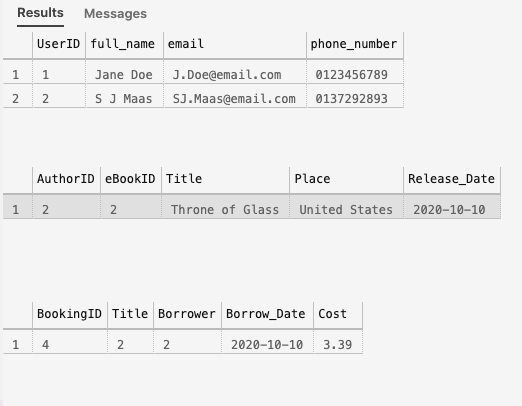 Results Messages
UserID full_name email phone_number
1 1 Jane Doe J.Doe@email.com 0123456789
2 2 S J Maas SJ.Maas@email.com 0137292893
AuthorID eBookID Title Place Release_Date
1 2 2 Throne of Glass United States 2020-10-10
BookingID Title Borrower Borrow_Date Cost
1 4 2 2 2020-10-10 3.39